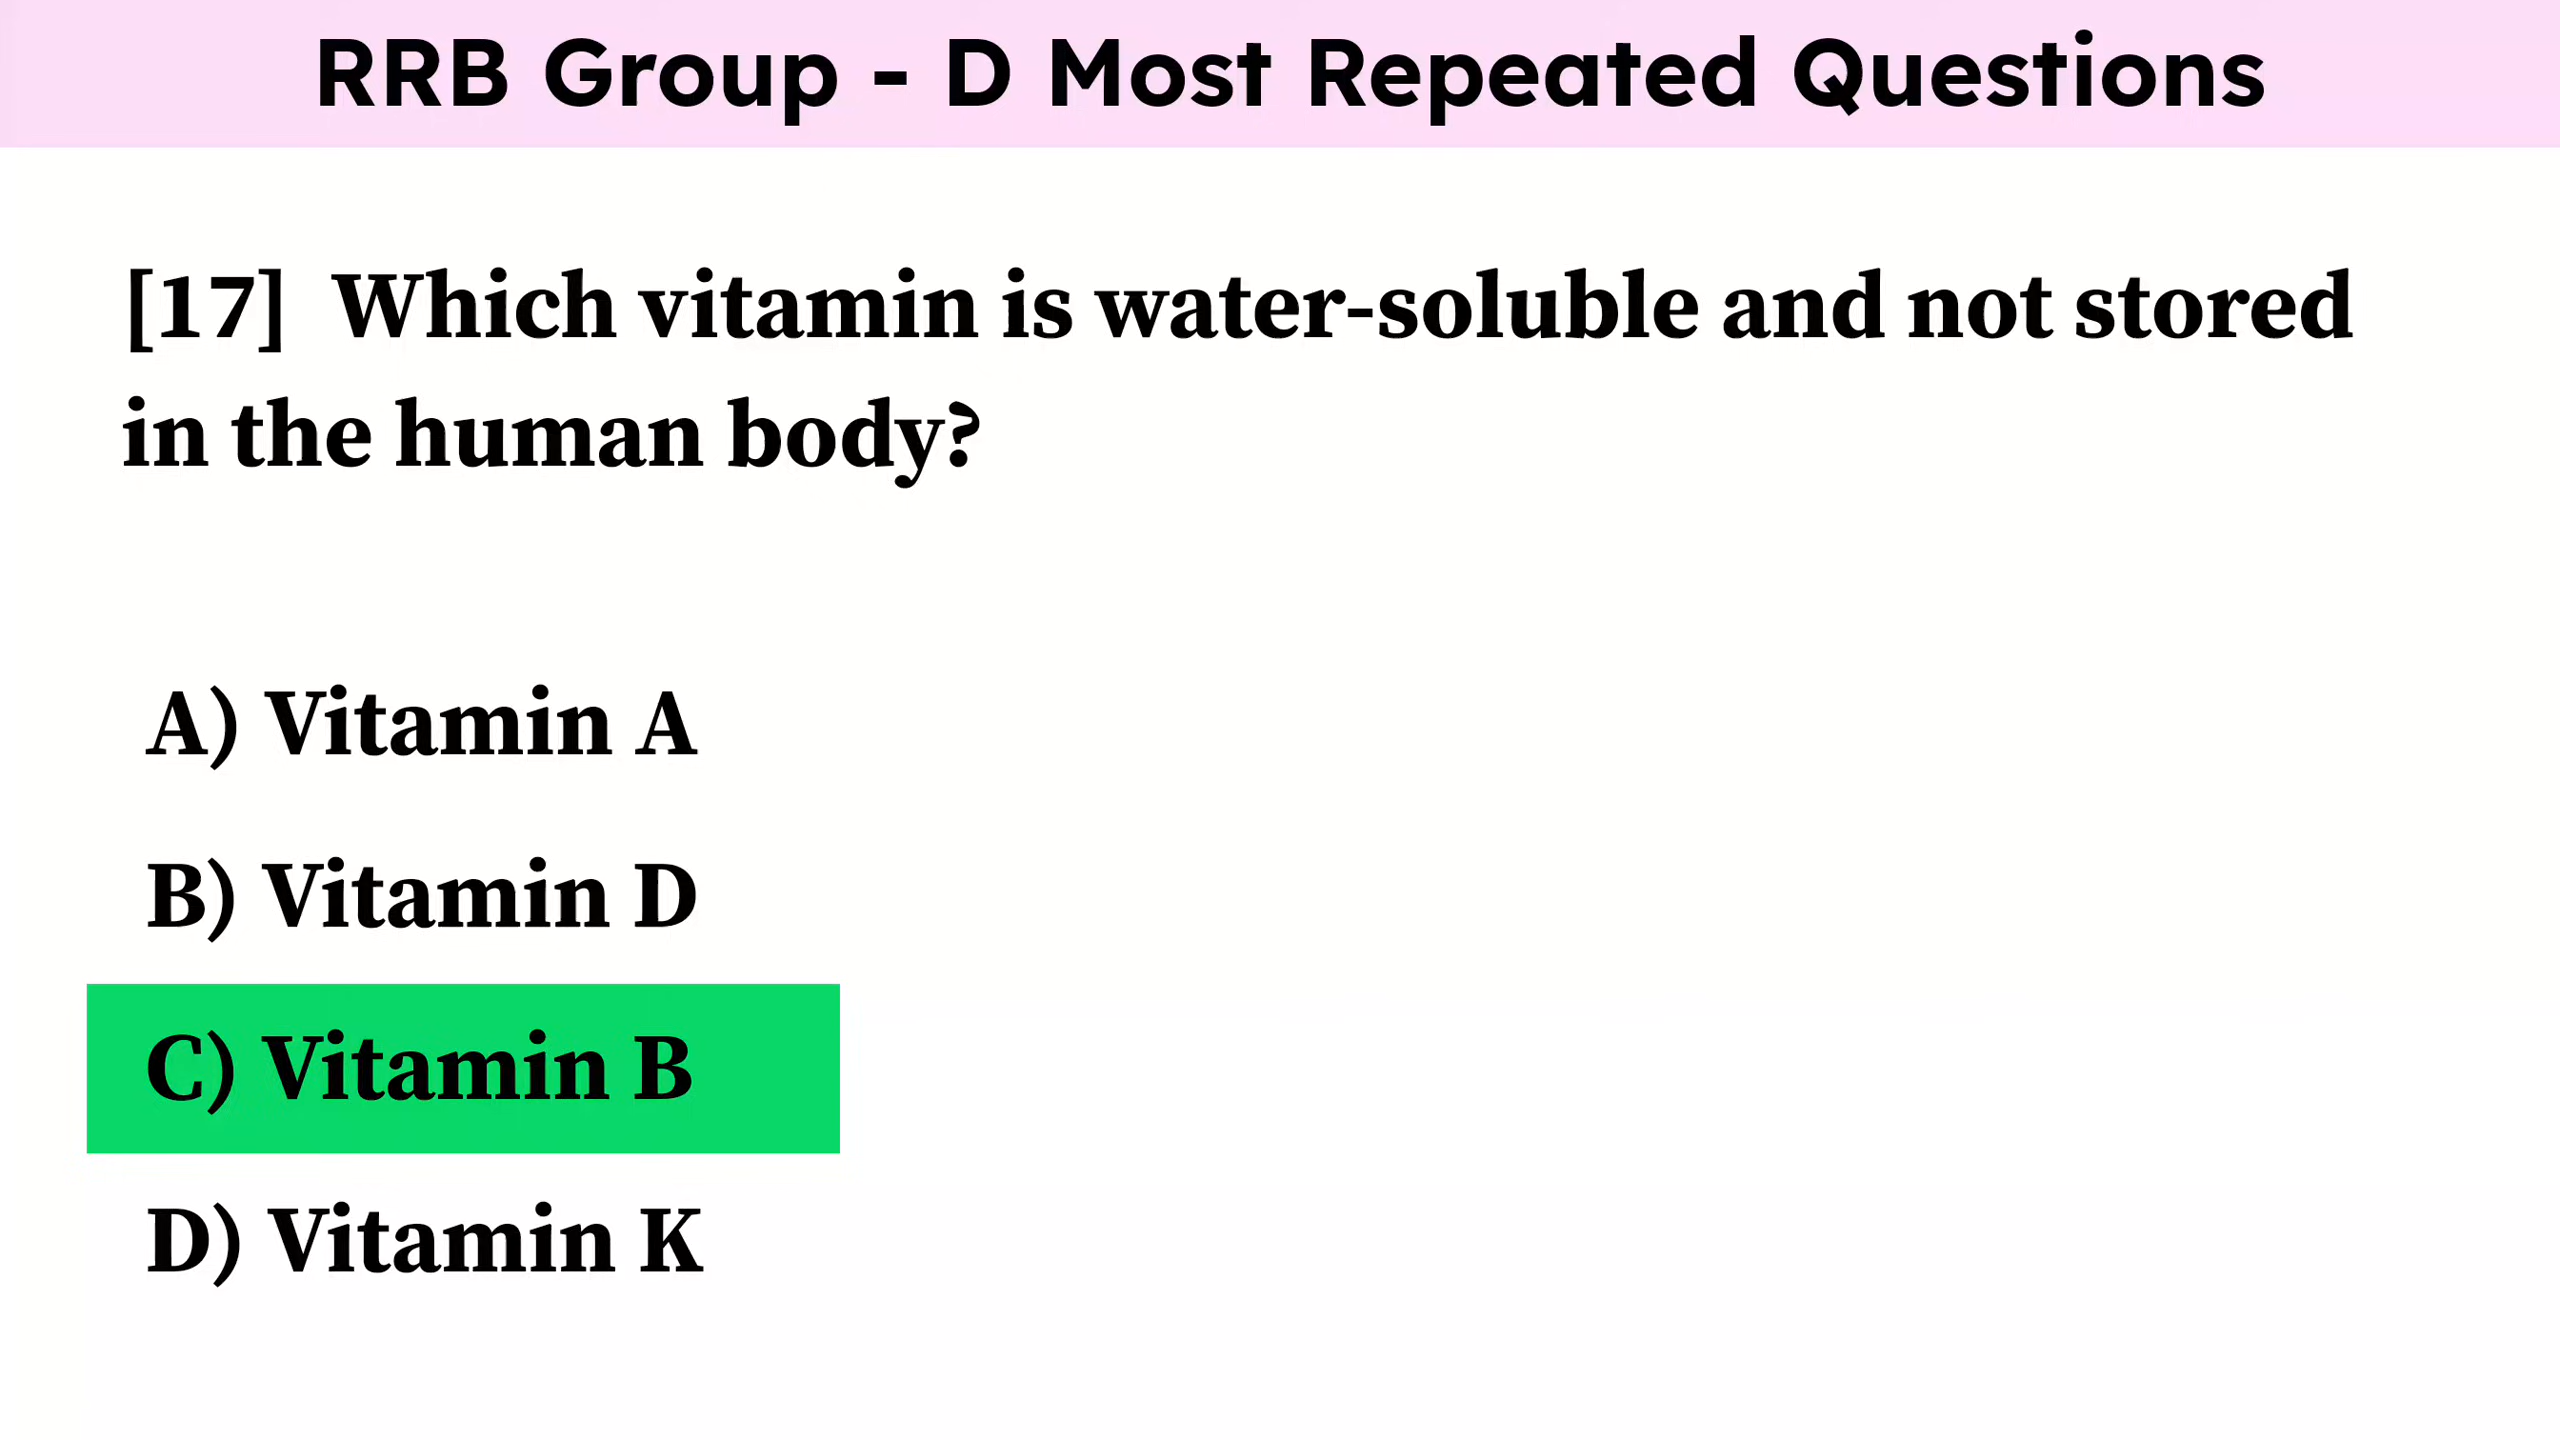 RRB Group - D Most Repeated Questions
[17] Which vitamin is water-soluble and not stored
in the human body?
A) Vitamin A
B) Vitamin D
C) Vitamin B
D) Vitamin K